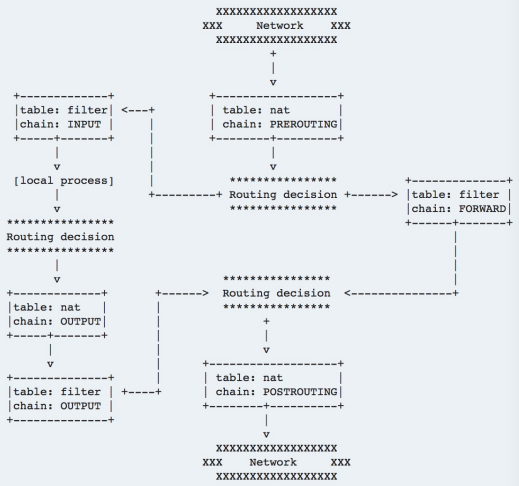 XXXXXXXXXXXXXXXXXX
XXX     Network     XXX
XXXXXXXXXXXXXXXXXX
+
|
v
+-------------+              +------------------+
|table: filter| <---+        | table: nat       |
|chain: INPUT |     |        | chain: PREROUTING|
+-----+-------+     |        +--------+---------+
|             |                 |
v             |                 v
[local process]     |         ****************          +--------------+
|             +---------+ Routing decision +------> |table: filter |
v                       ****************          |chain: FORWARD|
****************                                        +------+-------+
Routing decision                                               |
****************                                               |
|                                                        |
v                       ****************                 |
+-------------+      +------>  Routing decision  <-------------+
|table: nat   |      |         ****************
|chain: OUTPUT|      |               +
+-----+-------+      |               |
|              |               v
v              |      +-------------------+
+--------------+     |      | table: nat        |
|table: filter | +---+      | chain: POSTROUTING|
|chain: OUTPUT |            +--------+----------+
+--------------+                     |
v
XXXXXXXXXXXXXXXXXX
XXX    Network     XXX
XXXXXXXXXXXXXXXXXX